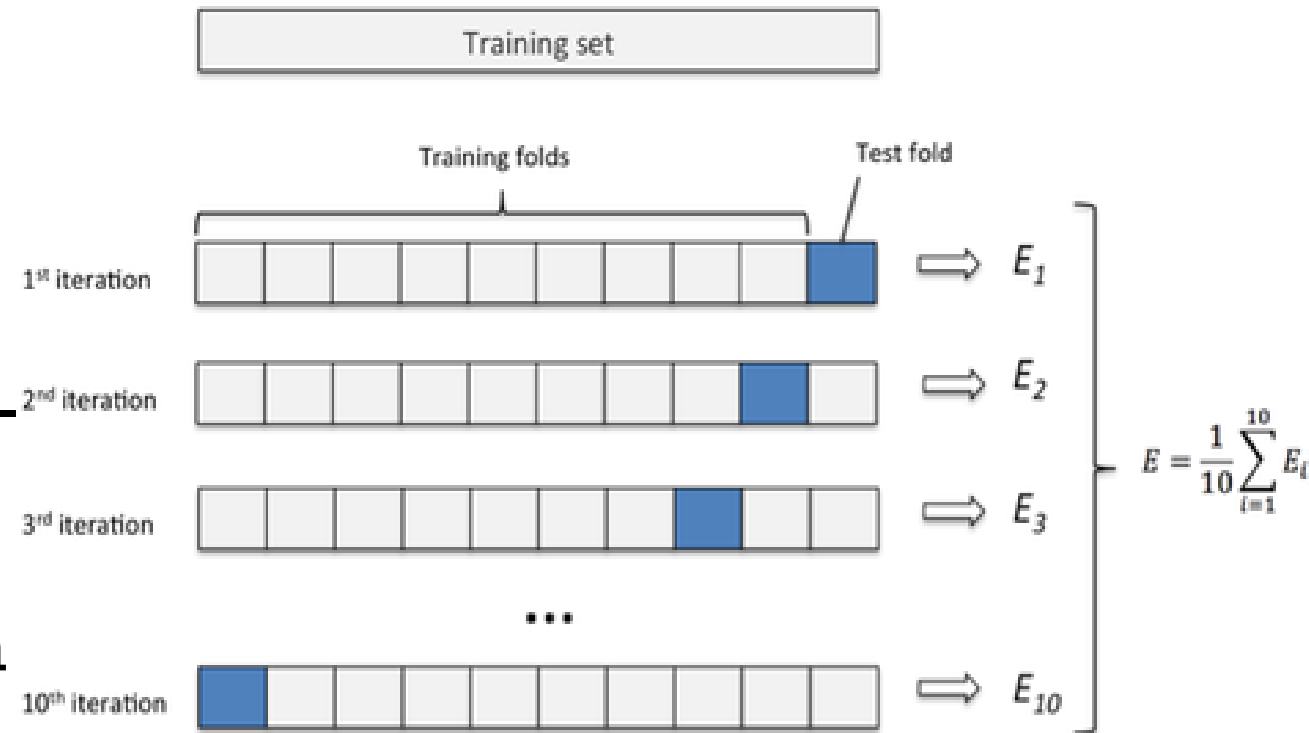 Training set
Training folds
Test fold
1st iteration
E1
2nd iteration
E2
3rd iteration
E3
...
10th iteration
E10
E = 1/10 ∑ i=1 10 Ei